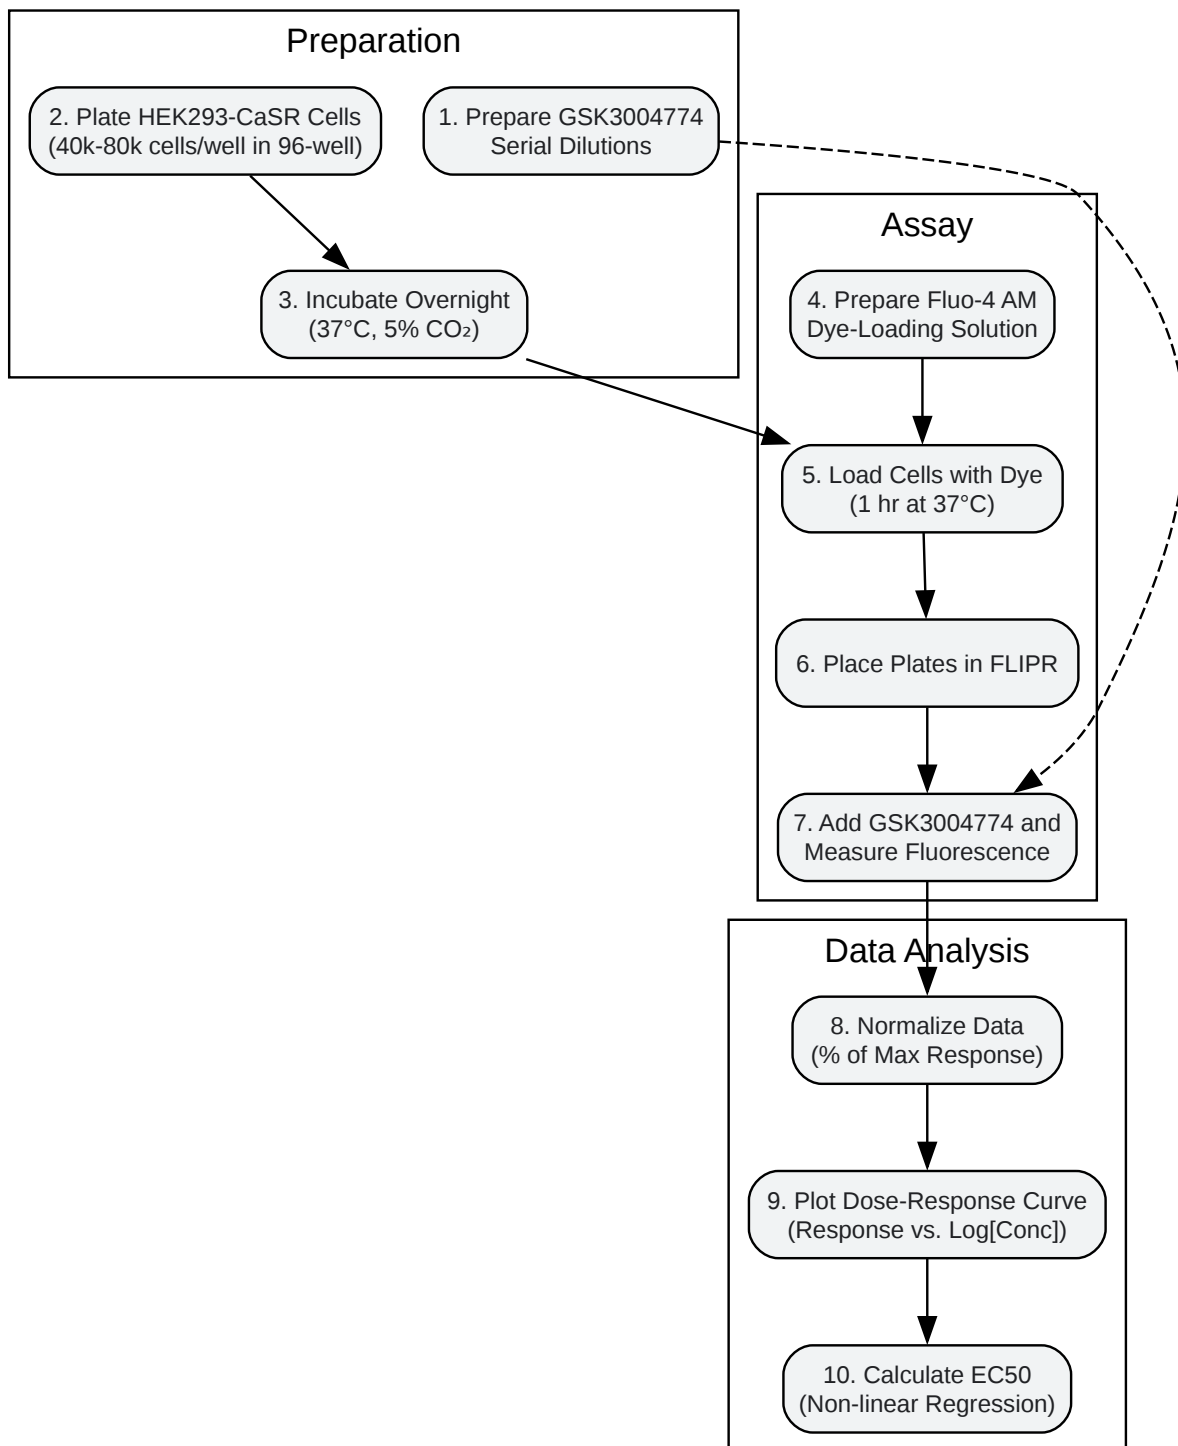 Preparation
2. Plate HEK293-CaSR Cells
(40k-80k cells/well in 96-well)
1. Prepare GSK3004774
Serial Dilutions
3. Incubate Overnight
(37°C, 5% CO₂)
Assay
4. Prepare Fluo-4 AM
Dye-Loading Solution
5. Load Cells with Dye
(1 hr at 37°C)
6. Place Plates in FLIPR
7. Add GSK3004774 and
Measure Fluorescence
Data Analysis
8. Normalize Data
(% of Max Response)
9. Plot Dose-Response Curve
(Response vs. Log[Conc])
10. Calculate EC50
(Non-linear Regression)